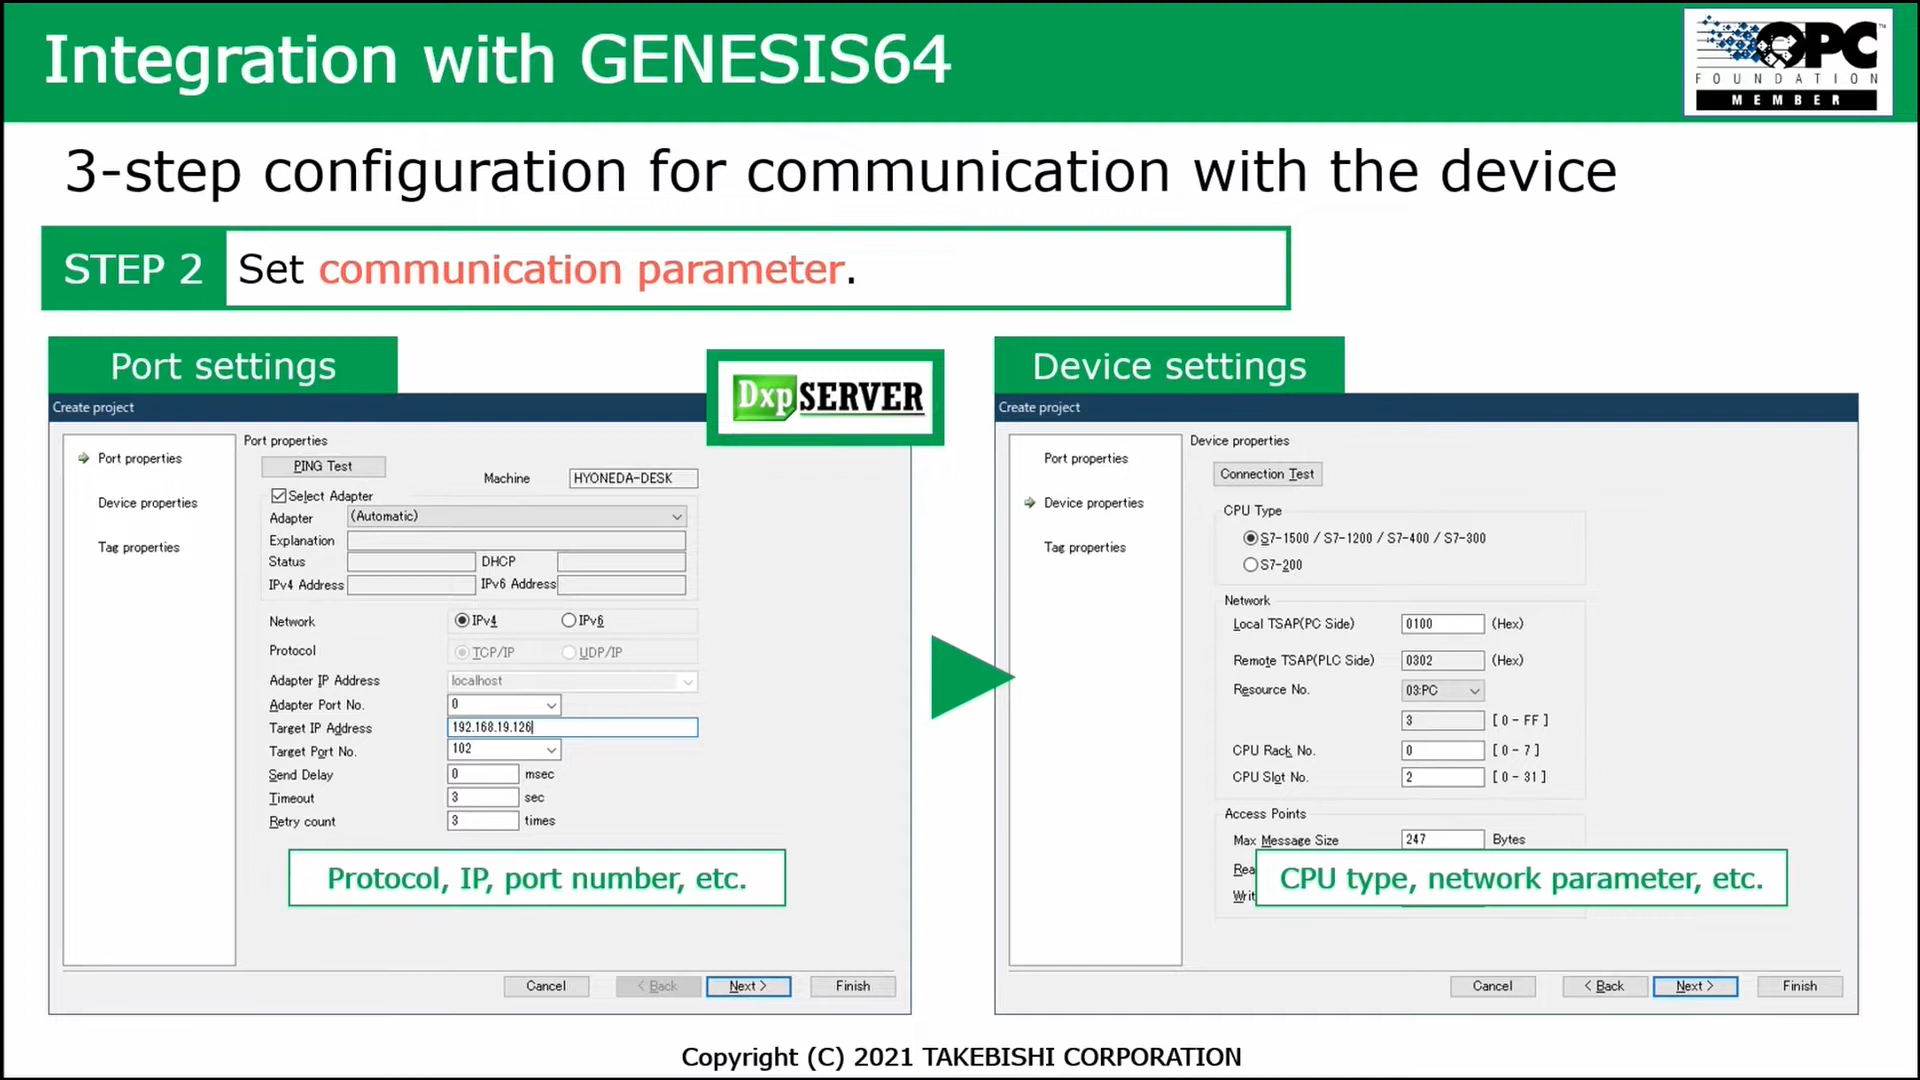 Integration with GENESIS64
OPC
FOUNDATION
MEMBER
3-step configuration for communication with the device
STEP 2
Set communication parameter.
Port settings
Dxp SERVER
Create project
Port properties
Device properties
Tag properties
Port properties
PING Test
Machine
HYONEDA-DESK
Select Adapter
Adapter
(Automatic)
Explanation
Status
DHCP
IPv4 Address
IPv6 Address
Network
IPv4
IPv6
Protocol
TCP/IP
UDP/IP
Adapter IP Address
localhost
Adapter Port No.
0
Target IP Address
192.168.19.126
Target Port No.
102
Send Delay
0
msec
Timeout
3
sec
Retry count
3
times
Protocol, IP, port number, etc.
Cancel
< Back
Next >
Finish
Device settings
Create project
Port properties
Device properties
Tag properties
Device properties
Connection Test
CPU Type
S7-1500 / S7-1200 / S7-400 / S7-300
S7-200
Network
Local TSAP(PC Side)
0100
(Hex)
Remote TSAP(PLC Side)
0302
(Hex)
Resource No.
03:PC
3
[ 0 - FF ]
CPU Rack No.
0
[ 0 - 7 ]
CPU Slot No.
2
[ 0 - 31 ]
Access Points
Max Message Size
247
Bytes
CPU type, network parameter, etc.
Cancel
< Back
Next >
Finish
Copyright (C) 2021 TAKEBISHI CORPORATION